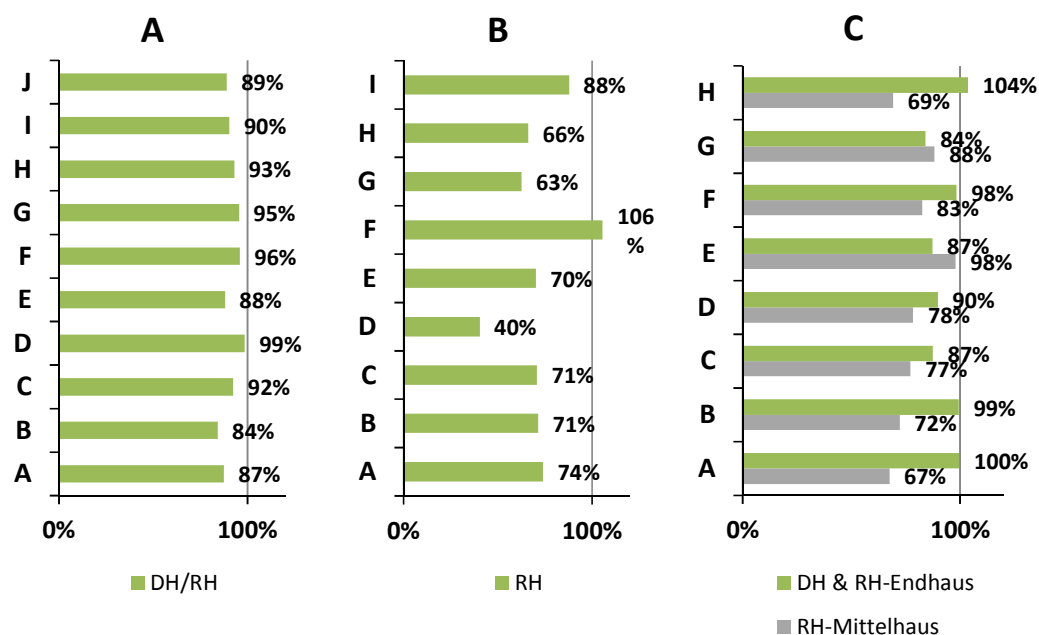 A
J 89%
I 90%
H 93%
G 95%
F 96%
E 88%
D 99%
C 92%
B 84%
A 87%
0% 100%
DH/RH
B
I 88%
H 66%
G 63%
F 106
%
E 70%
D 40%
C 71%
B 71%
A 74%
0% 100%
RH
C
H 104%
69%
G 84%
88%
F 98%
83%
E 87%
98%
D 90%
78%
C 87%
77%
B 99%
72%
A 100%
67%
0% 100%
DH & RH-Endhaus
RH-Mittelhaus